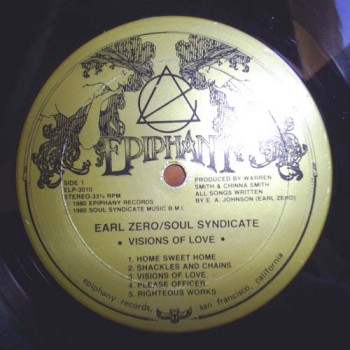 EPIPHANY
SIDE 1
ELP-3010
STEREO-33⅓ RPM
℗ 1980 EPIPHANY RECORDS
© 1980 SOUL SYNDICATE MUSIC B.M.I.
PRODUCED BY WARREN
SMITH & CHINNA SMITH
ALL SONGS WRITTEN
BY E. A. JOHNSON (EARL ZERO)
EARL ZERO/SOUL SYNDICATE
• VISIONS OF LOVE •
1. HOME SWEET HOME
2. SHACKLES AND CHAINS
3. VISIONS OF LOVE
4. PLEASE OFFICER
5. RIGHTEOUS WORKS
epiphany records, san francisco, california